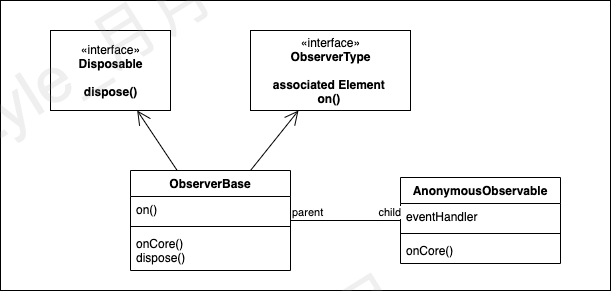 «interface»
Disposable
dispose()
«interface»
ObserverType
associated Element
on()
ObserverBase
on()
onCore()
dispose()
parent
child
AnonymousObservable
eventHandler
onCore()